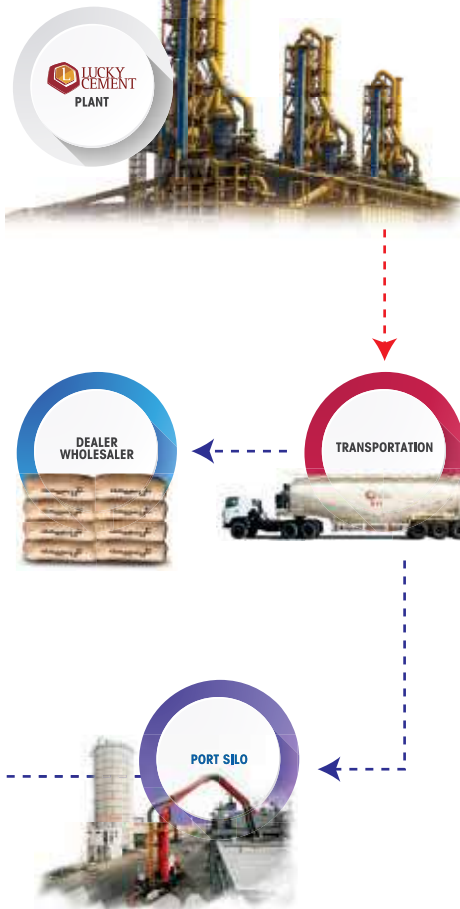 LUCKY
CEMENT
PLANT
DEALER
WHOLESALER
TRANSPORTATION
PORT SILO